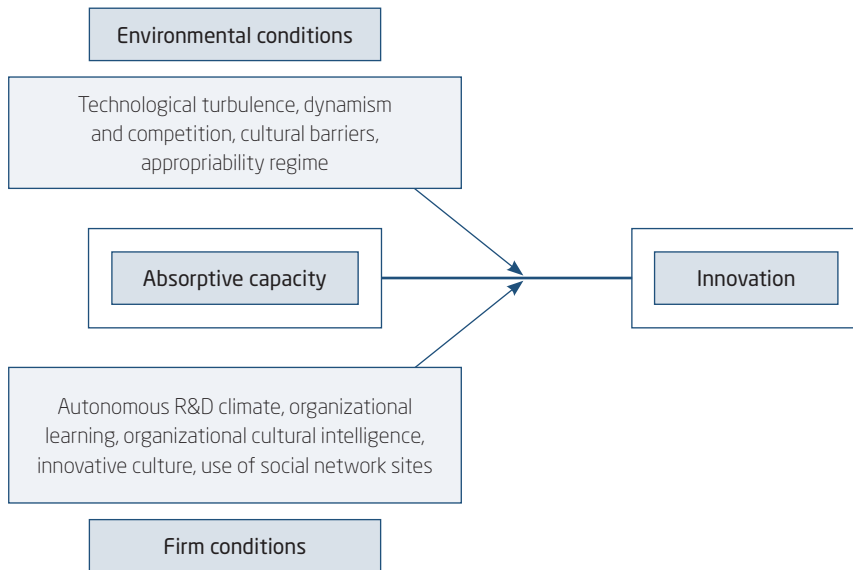 Environmental conditions
Technological turbulence, dynamism
and competition, cultural barriers,
appropriability regime
Absorptive capacity
Innovation
Autonomous R&D climate, organizational
learning, organizational cultural intelligence,
innovative culture, use of social network sites
Firm conditions